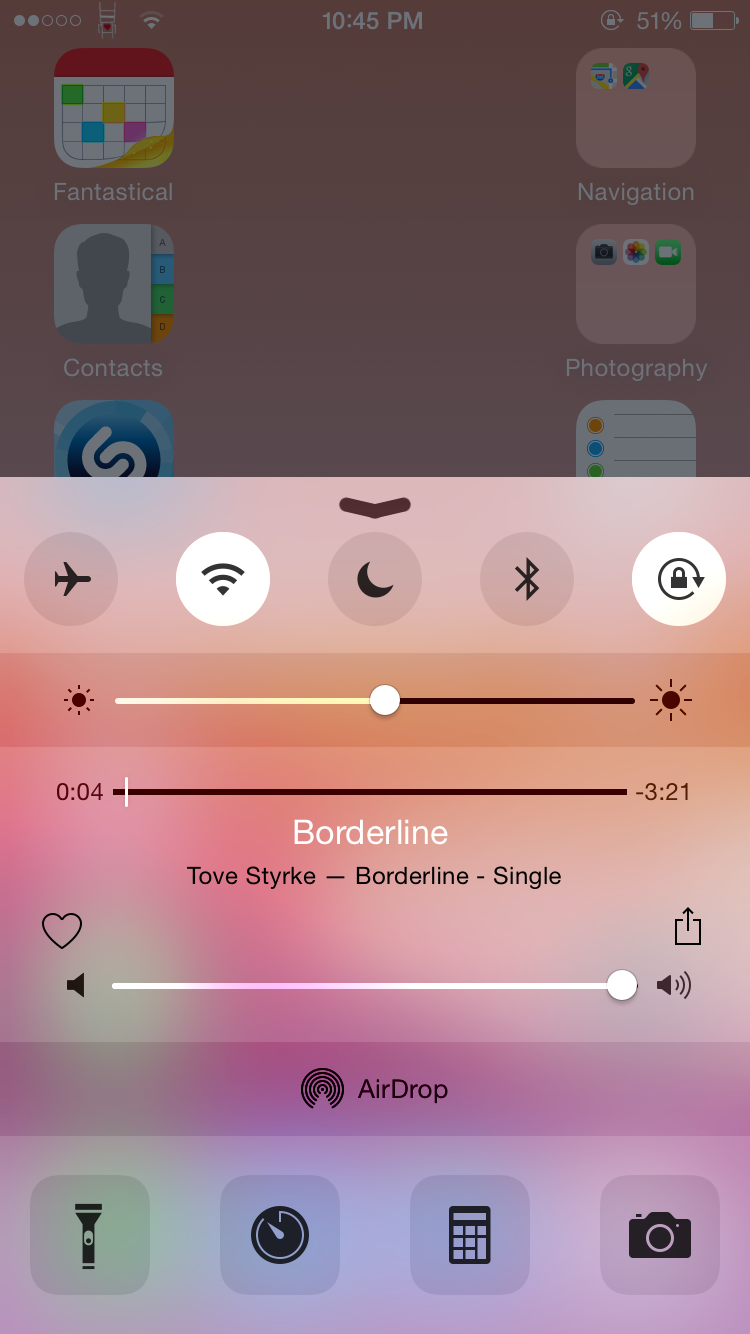 10:45 PM 51%
Fantastical Navigation
A
B
C
D
Contacts Photography
0:04 -3:21
Borderline
Tove Styrke — Borderline - Single
AirDrop